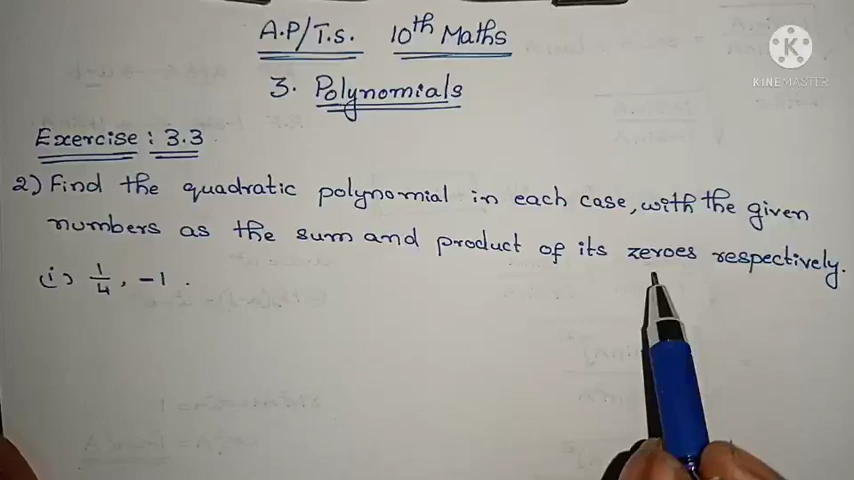 A.P/T.S. 10th Maths
KINEMASTER
3. Polynomials
Exercise : 3.3
2) Find the quadratic polynomial in each case, with the given
numbers as the sum and product of its zeroes respectively.
(i) 1/4, -1.